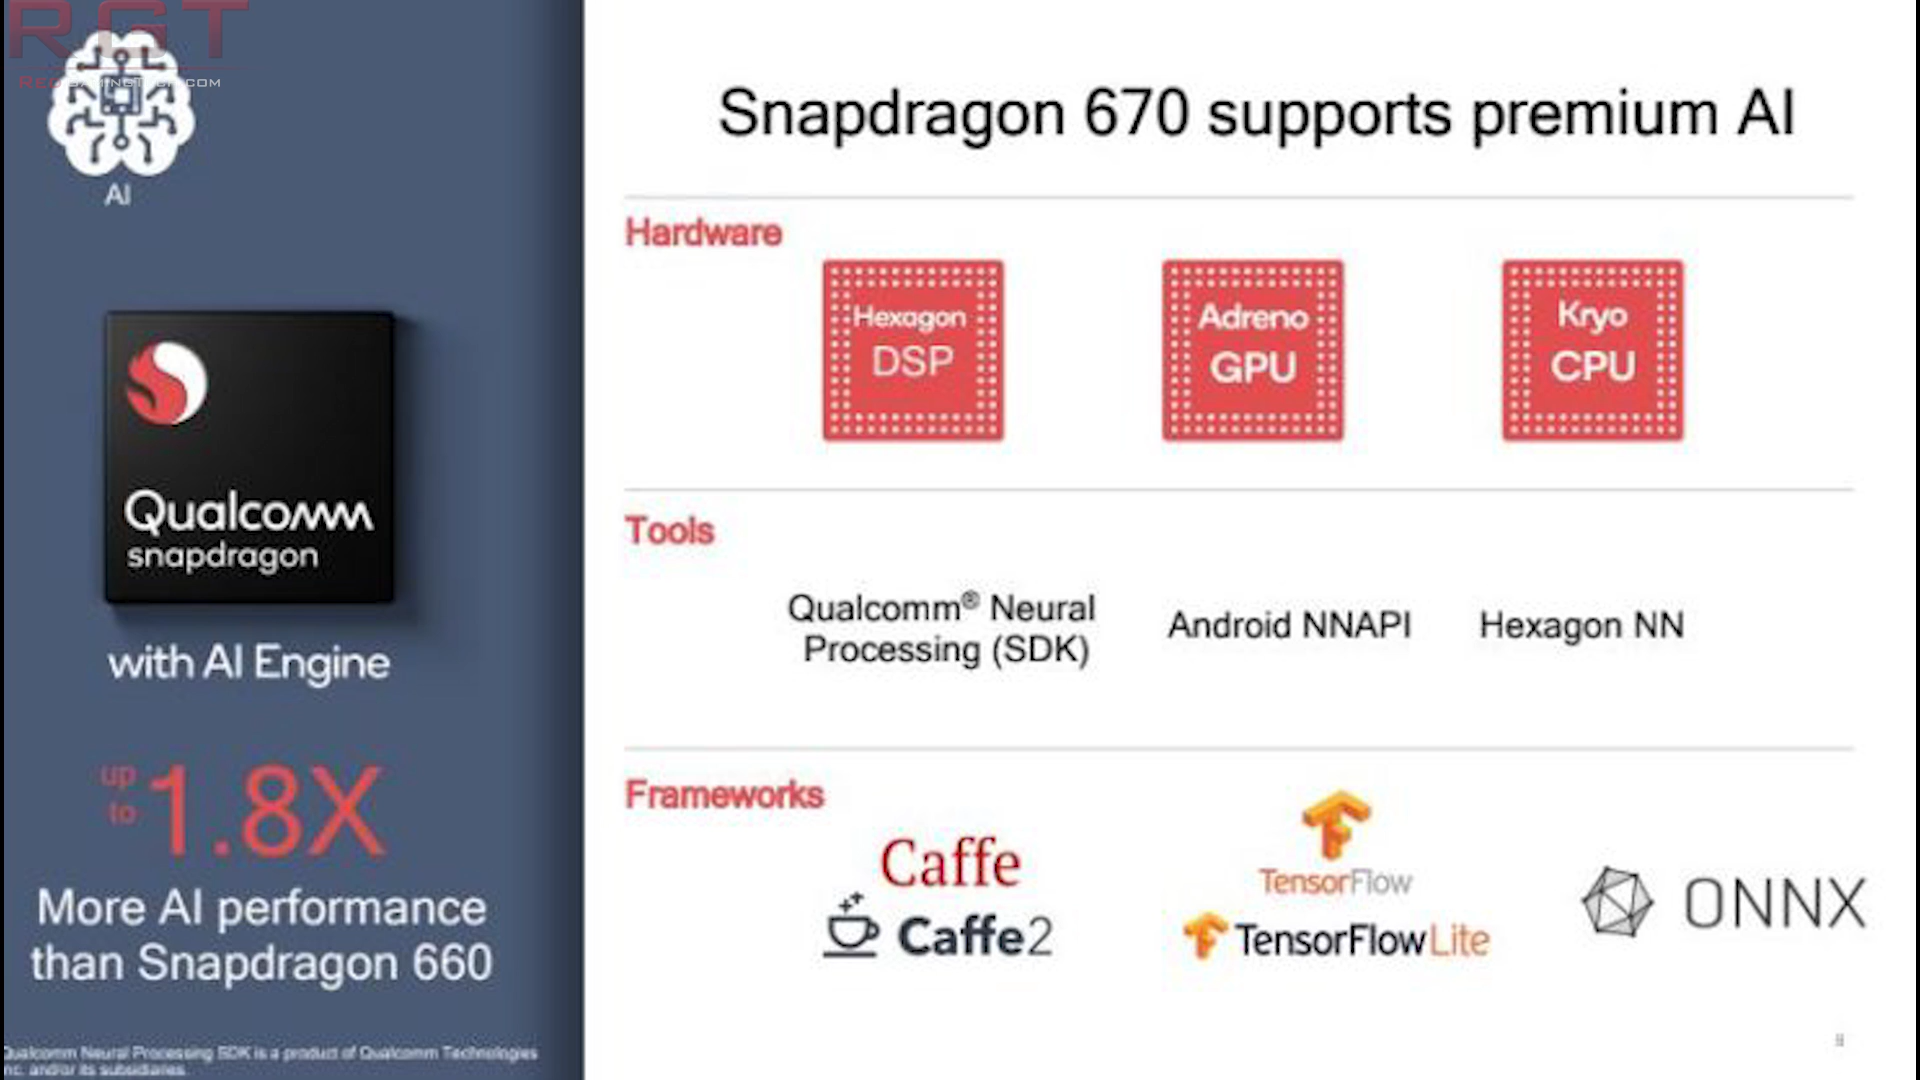 RGT
REDGAMINGTECH.COM
AI
Qualcomm
snapdragon
with AI Engine
up
to
1.8X
More AI performance
than Snapdragon 660
Qualcomm Neural Processing SDK is a product of Qualcomm Technologies
Inc. and/or its subsidiaries.
Snapdragon 670 supports premium AI
Hardware
Hexagon
DSP
Adreno
GPU
Kryo
CPU
Tools
Qualcomm® Neural
Processing (SDK)
Android NNAPI
Hexagon NN
Frameworks
Caffe
Caffe2
TensorFlow
TensorFlowLite
ONNX